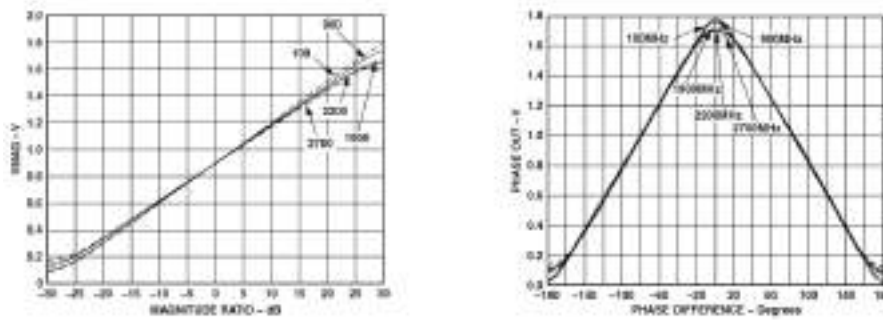 2.0
1.8
1.6
1.4
1.2
1.0
0.8
0.6
0.4
0.2
0
VMAG – V
900
100
2200
2700
1900
–30 –25 –20 –15 –10 –5 0 5 10 15 20 25 30
MAGNITUDE RATIO – dB
1.8
1.6
1.4
1.2
1.0
0.8
0.6
0.4
0.2
0.0
PHASE OUT – V
100MHz
900MHz
1900MHz
2200MHz
2700MHz
–180 –140 –100 –60 –20 20 60 100 140 180
PHASE DIFFERENCE – Degrees